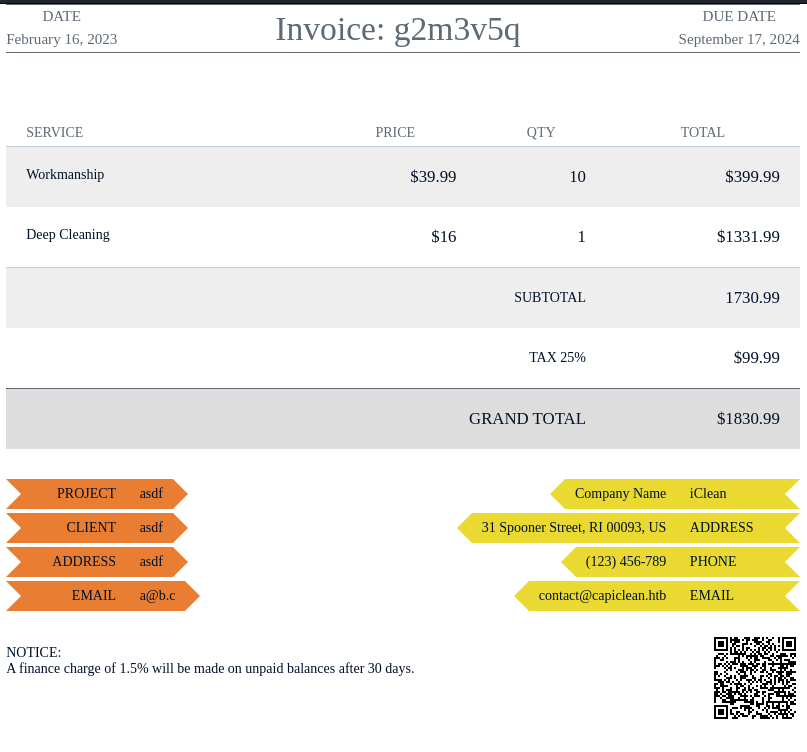 DATE
February 16, 2023
Invoice: g2m3v5q
DUE DATE
September 17, 2024
SERVICE PRICE QTY TOTAL
Workmanship $39.99 10 $399.99
Deep Cleaning $16 1 $1331.99
SUBTOTAL 1730.99
TAX 25% $99.99
GRAND TOTAL $1830.99
PROJECT asdf
CLIENT asdf
ADDRESS asdf
EMAIL a@b.c
Company Name iClean
31 Spooner Street, RI 00093, US ADDRESS
(123) 456-789 PHONE
contact@capiclean.htb EMAIL
NOTICE:
A finance charge of 1.5% will be made on unpaid balances after 30 days.